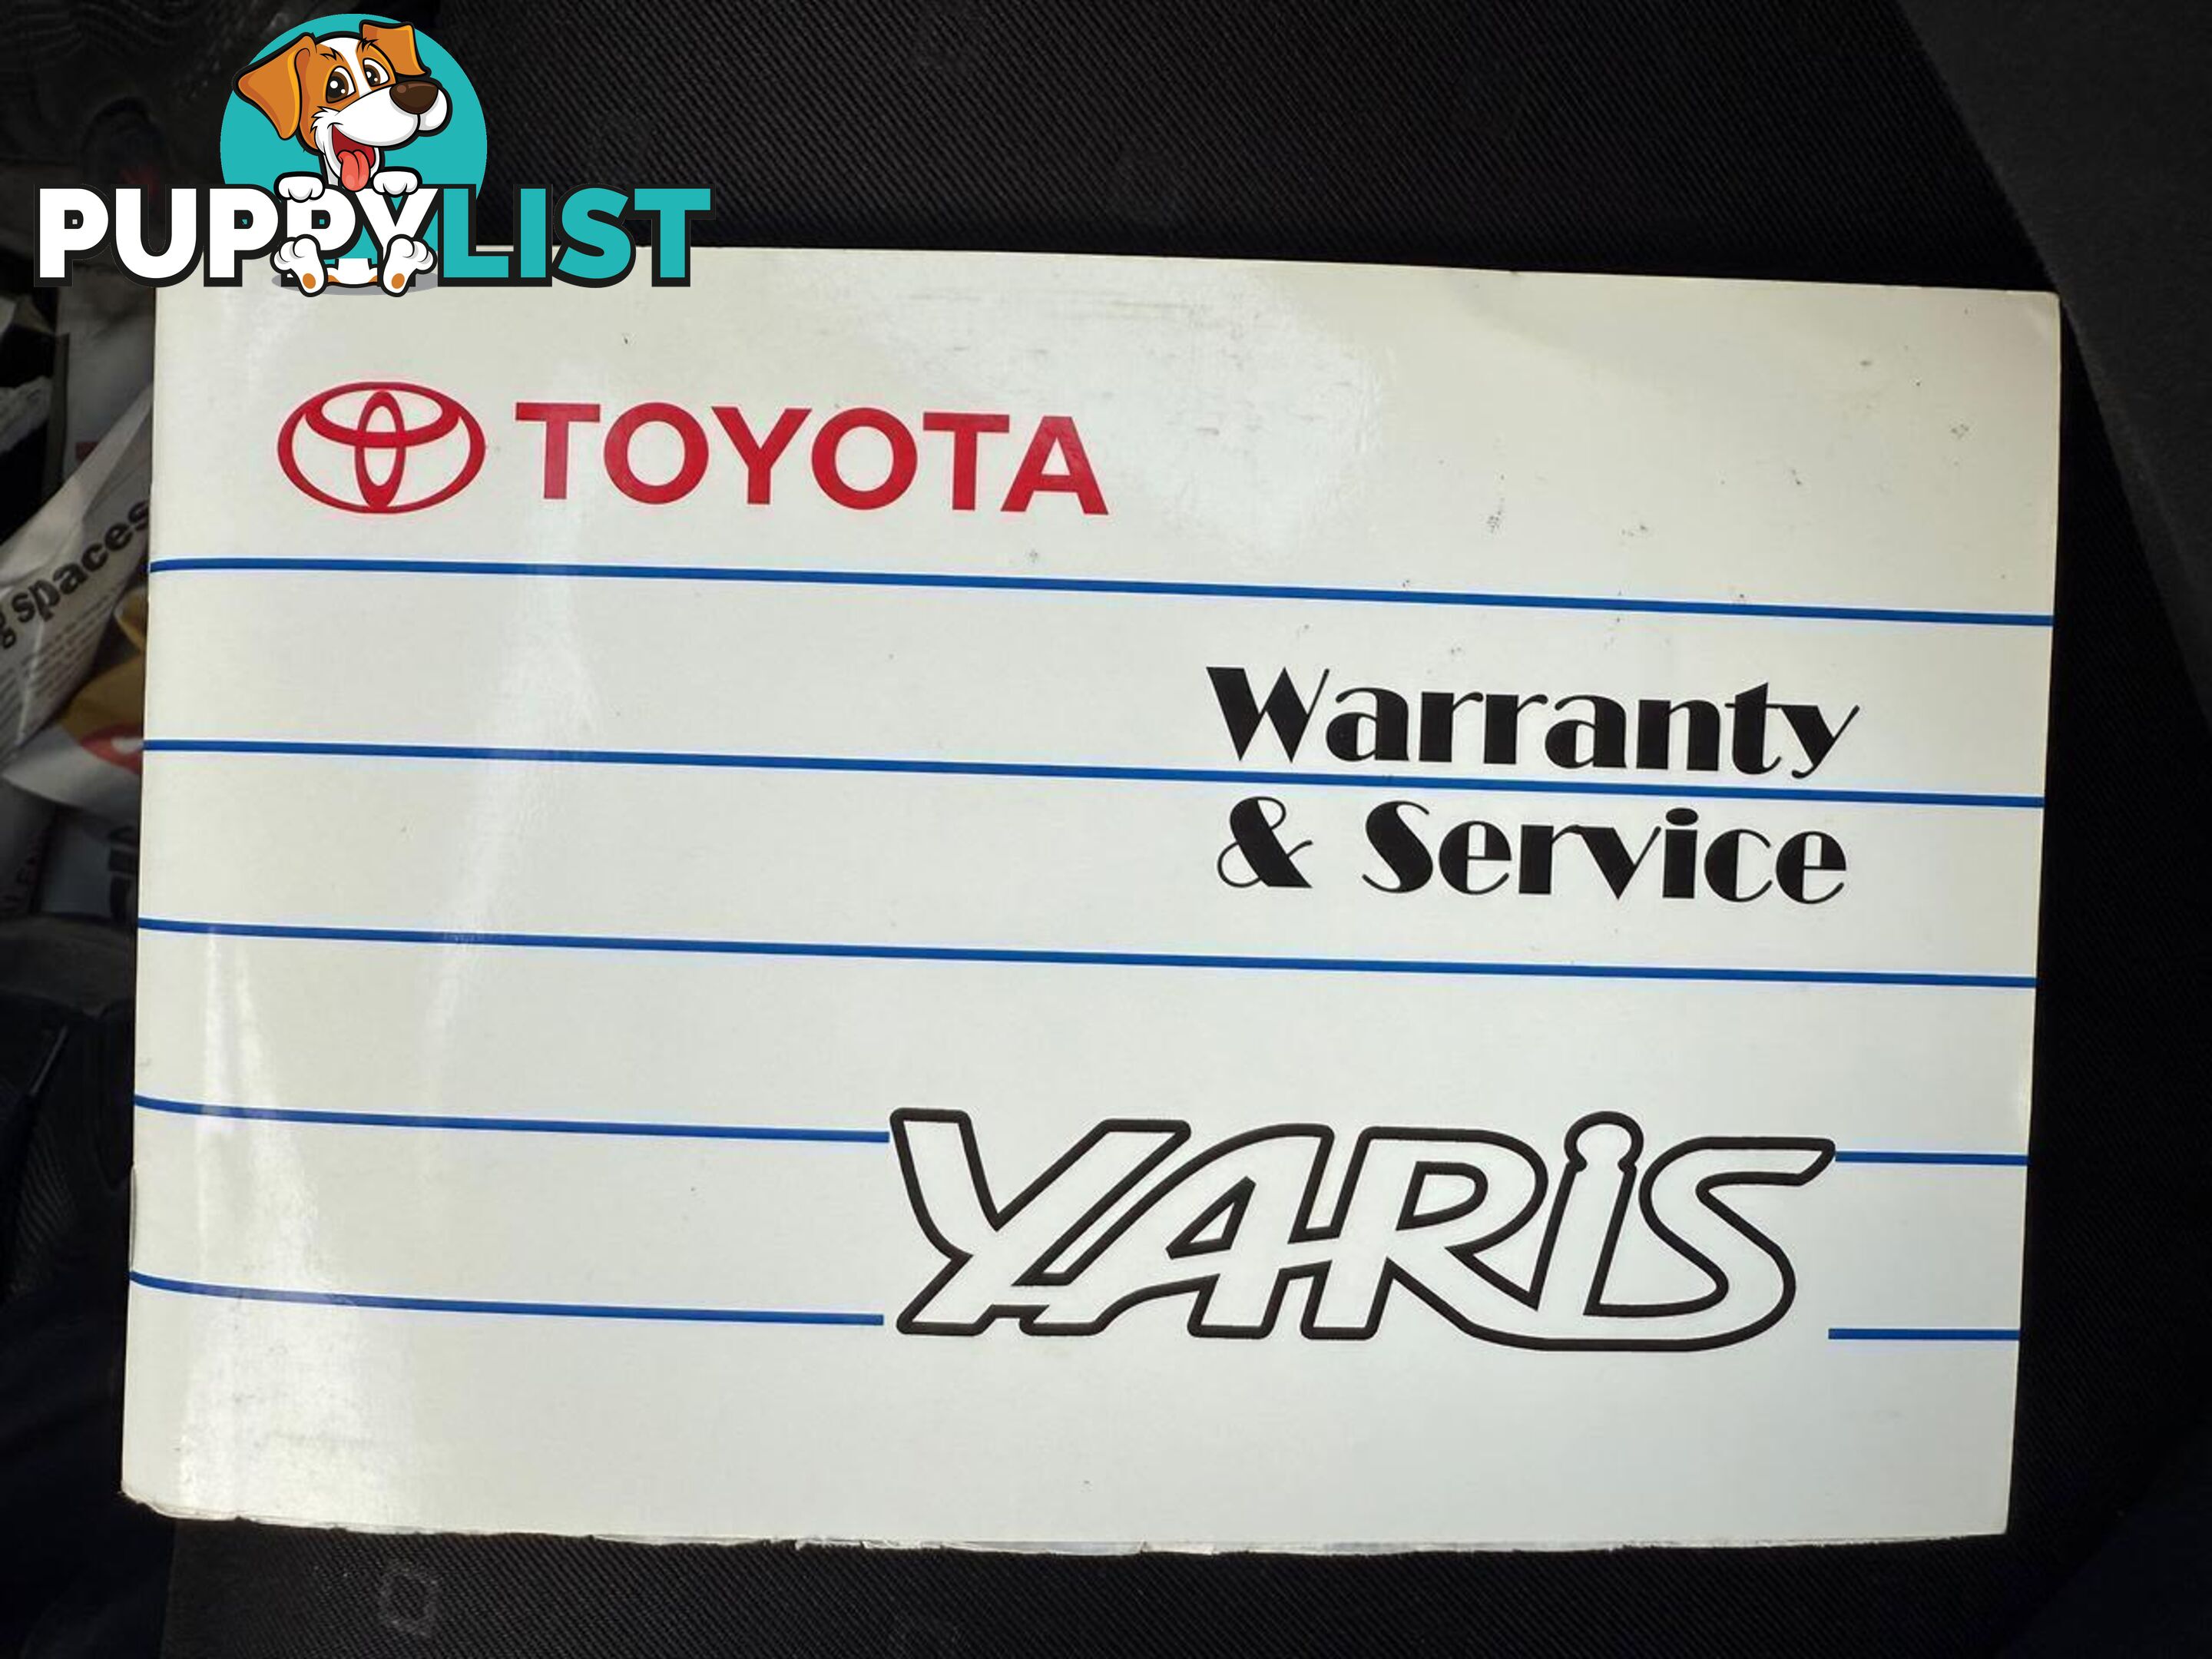 PUPPYLIST
TOYOTA
spaces
Warranty
& Service
YARiS